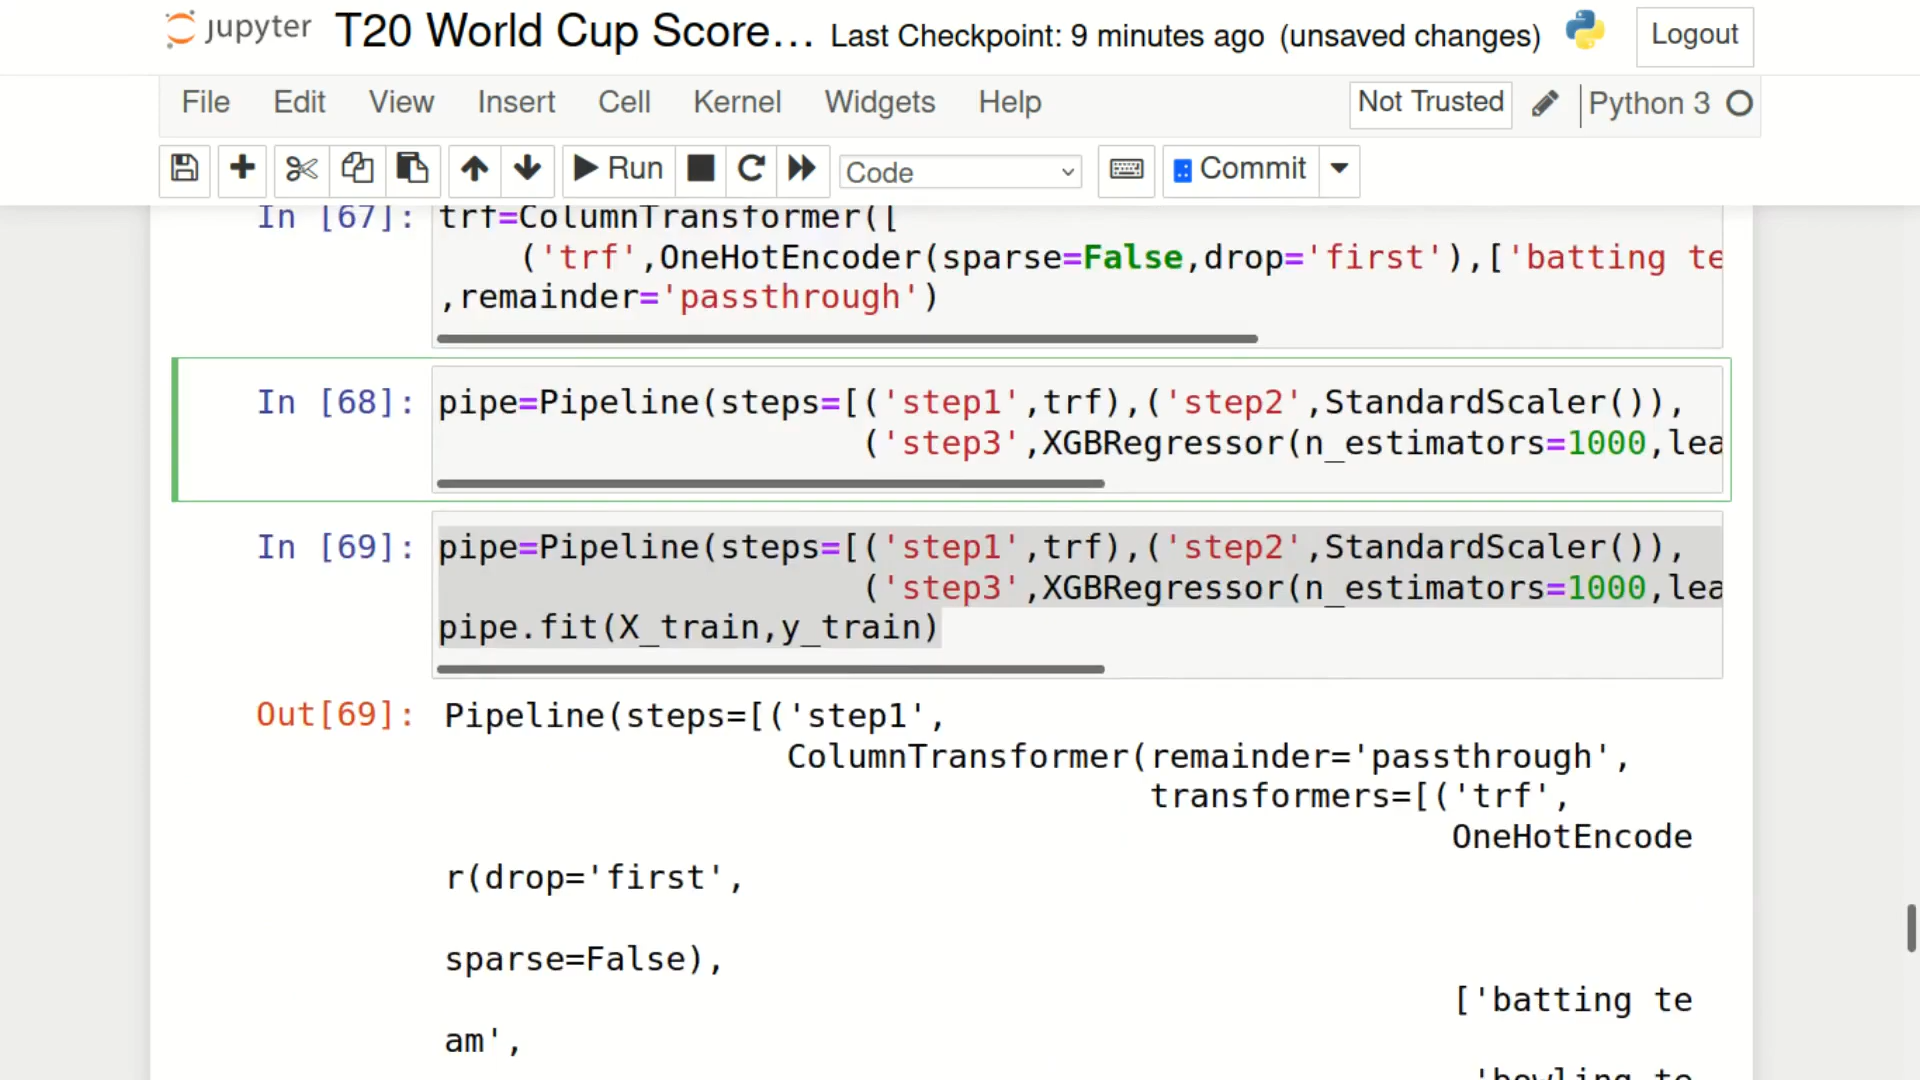 jupyter T20 World Cup Score... Last Checkpoint: 9 minutes ago (unsaved changes) Logout
File Edit View Insert Cell Kernel Widgets Help Not Trusted Python 3
Run Code Commit
In [67]: trf=ColumnTransformer([
('trf',OneHotEncoder(sparse=False,drop='first'),['batting te
,remainder='passthrough')
In [68]: pipe=Pipeline(steps=[('step1',trf),('step2',StandardScaler()),
('step3',XGBRegressor(n_estimators=1000,lea
In [69]: pipe=Pipeline(steps=[('step1',trf),('step2',StandardScaler()),
('step3',XGBRegressor(n_estimators=1000,lea
pipe.fit(X_train,y_train)
Out[69]: Pipeline(steps=[('step1',
ColumnTransformer(remainder='passthrough',
transformers=[('trf',
OneHotEncode
r(drop='first',
sparse=False),
['batting te
am',
'bowling te